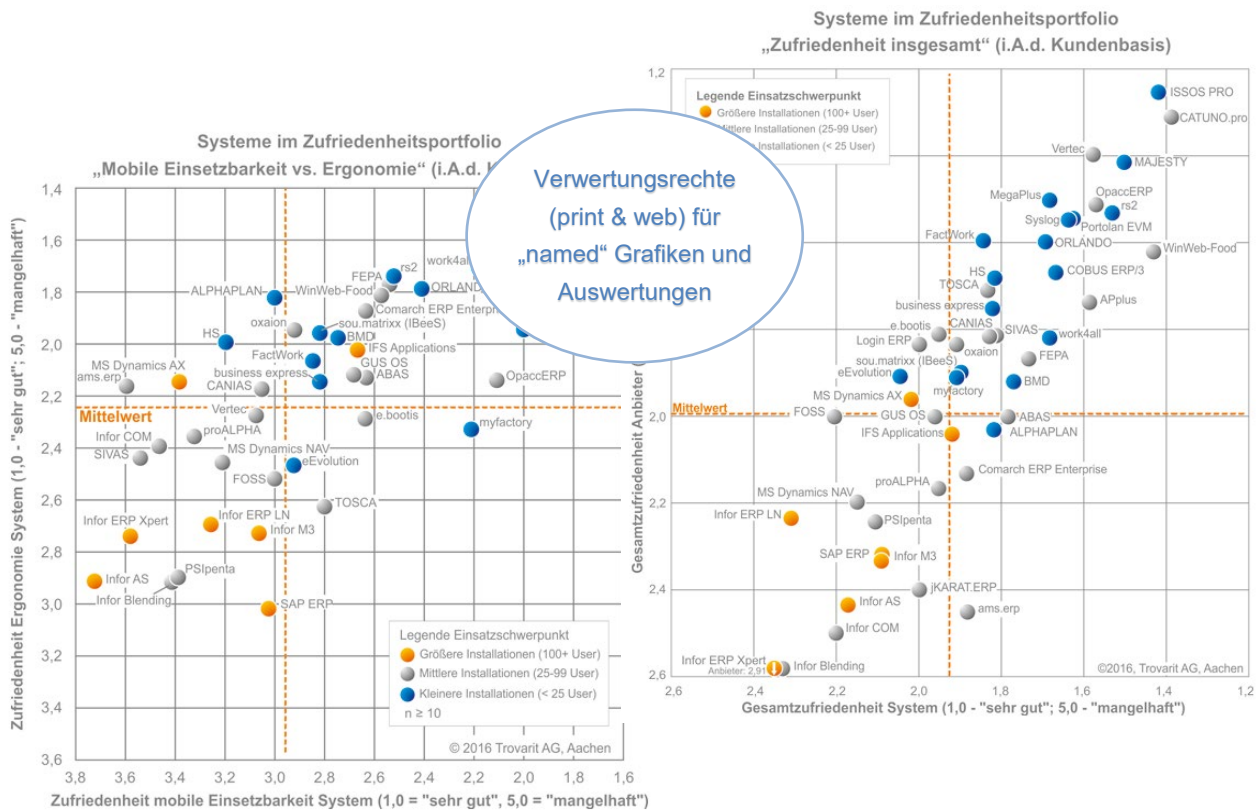 Systeme im Zufriedenheitsportfolio
„Zufriedenheit insgesamt“ (i.A.d. Kundenbasis)
1,2
Legende Einsatzschwerpunkt
Größere Installationen (100+ User)
Mittlere Installationen (25-99 User)
Installationen (< 25 User)
ISSOS PRO
CATUNO.pro
Vertec
MAJESTY
MegaPlus
OpaccERP
rs2
Syslog
Portolan EVM
FactWork
ORLANDO
WinWeb-Food
HS
COBUS ERP/3
TOSCA
APplus
business express
e.bootis
CANIAS
SIVAS
work4all
Login ERP
oxaion
FEPA
sou.matrixx (IBeeS)
eEvolution
myfactory
BMD
MS Dynamics AX
Mittelwert
2,0
FOSS
GUS OS
ABAS
IFS Applications
ALPHAPLAN
Comarch ERP Enterprise
proALPHA
MS Dynamics NAV
2,2
Infor ERP LN
PSIpenta
SAP ERP
Infor M3
2,4
jKARAT.ERP
Infor AS
ams.erp
Infor COM
Infor ERP Xpert
Anbieter: 2,91
Infor Blending
©2016, Trovarit AG, Aachen
2,6
2,6 2,4 2,2 2,0 1,8 1,6 1,4 1,2
Gesamtzufriedenheit System (1,0 - "sehr gut"; 5,0 - "mangelhaft")
Gesamtzufriedenheit Anbieter
Verwertungsrechte
(print & web) für
„named“ Grafiken und
Auswertungen
Systeme im Zufriedenheitsportfolio
„Mobile Einsetzbarkeit vs. Ergonomie“ (i.A.d.
Zufriedenheit Ergonomie System (1,0 - "sehr gut"; 5,0 - "mangelhaft")
1,4
1,6
1,8
2,0
2,2
2,4
2,6
2,8
3,0
3,2
3,4
3,6
rs2
work4all
FEPA
ALPHAPLAN
WinWeb-Food
ORLAND
Comarch ERP Enterpris
oxaion
sou.matrixx (IBeeS)
HS
BMD
IFS Applications
FactWork
GUS OS
MS Dynamics AX
business express
ABAS
ams.erp
CANIAS
OpaccERP
Mittelwert
Vertec
e.bootis
proALPHA
myfactory
Infor COM
MS Dynamics NAV
SIVAS
eEvolution
FOSS
TOSCA
Infor ERP LN
Infor ERP Xpert
Infor M3
PSIpenta
Infor AS
Infor Blending
SAP ERP
Legende Einsatzschwerpunkt
Größere Installationen (100+ User)
Mittlere Installationen (25-99 User)
Kleinere Installationen (< 25 User)
n ≥ 10
© 2016 Trovarit AG, Aachen
3,8 3,6 3,4 3,2 3,0 2,8 2,6 2,4 2,2 2,0 1,8 1,6
Zufriedenheit mobile Einsetzbarkeit System (1,0 = "sehr gut", 5,0 = "mangelhaft")